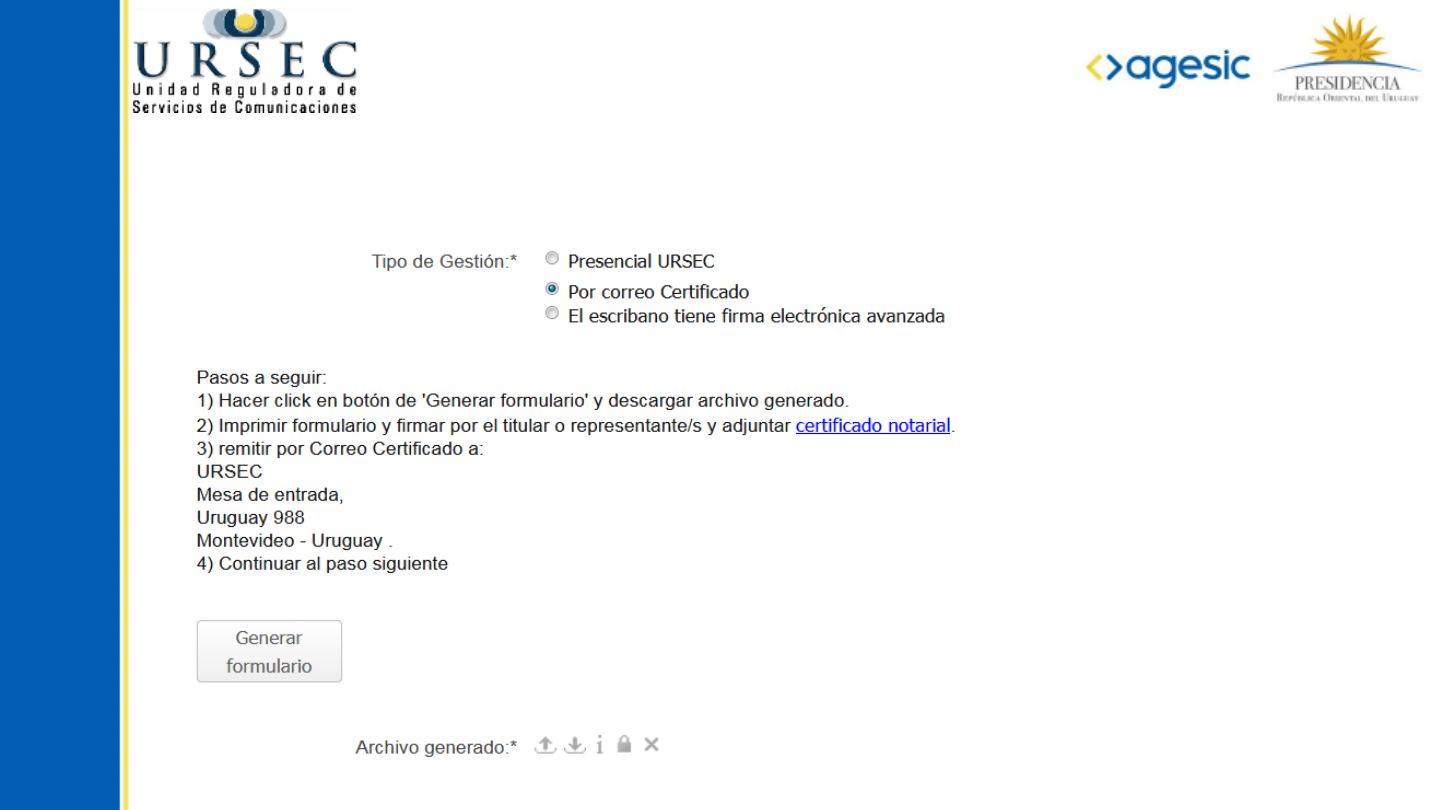 URSEC
Unidad Reguladora de
Servicios de Comunicaciones
<>agesic
PRESIDENCIA
REPÚBLICA ORIENTAL DEL URUGUAY
Tipo de Gestión:*
Presencial URSEC
Por correo Certificado
El escribano tiene firma electrónica avanzada
Pasos a seguir:
1) Hacer click en botón de 'Generar formulario' y descargar archivo generado.
2) Imprimir formulario y firmar por el titular o representante/s y adjuntar certificado notarial.
3) remitir por Correo Certificado a:
URSEC
Mesa de entrada,
Uruguay 988
Montevideo - Uruguay .
4) Continuar al paso siguiente
Generar
formulario
Archivo generado:*